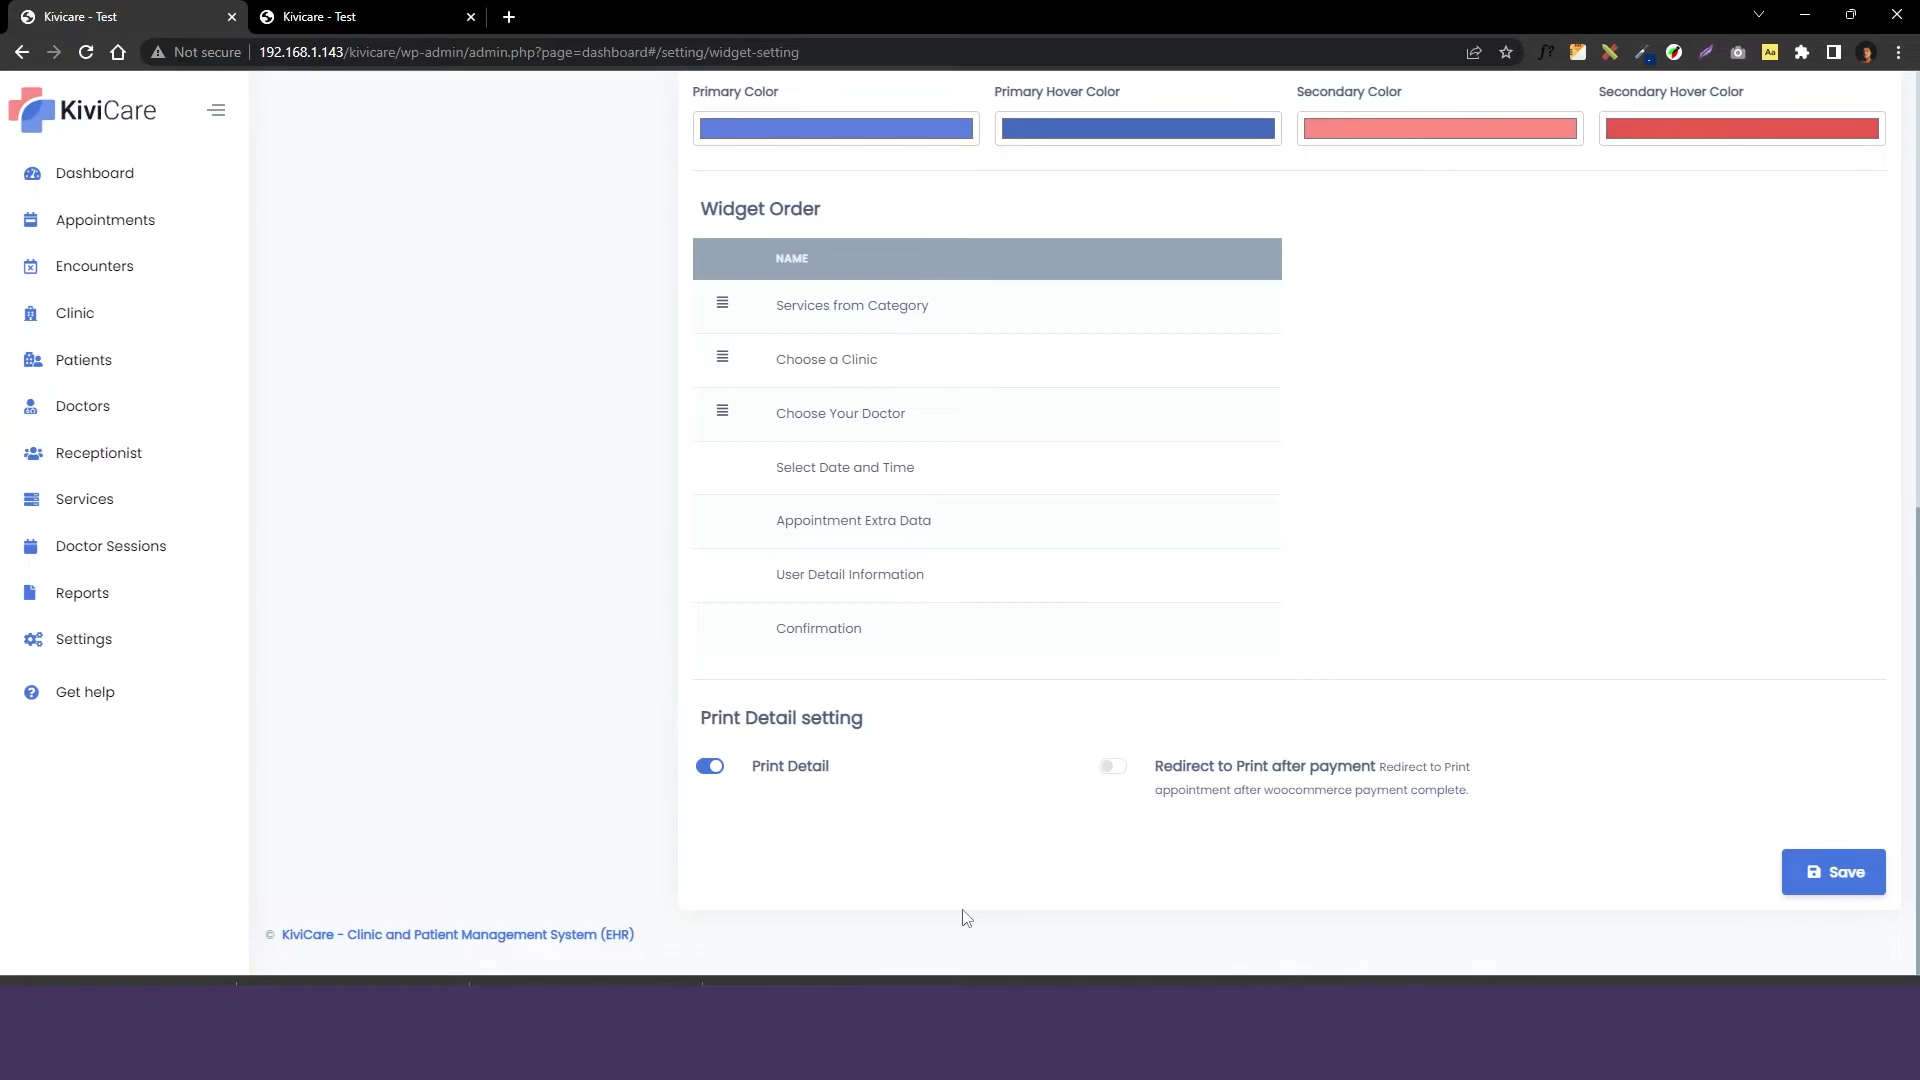 Kivicare - Test
Kivicare - Test
Not secure
192.168.1.143/kivicare/wp-admin/admin.php?page=dashboard#/setting/widget-setting
KiviCare
Dashboard
Appointments
Encounters
Clinic
Patients
Doctors
Receptionist
Services
Doctor Sessions
Reports
Settings
Get help
Primary Color
Primary Hover Color
Secondary Color
Secondary Hover Color
Widget Order
NAME
Services from Category
Choose a Clinic
Choose Your Doctor
Select Date and Time
Appointment Extra Data
User Detail Information
Confirmation
Print Detail setting
Print Detail
Redirect to Print after payment Redirect to Print
appointment after woocommerce payment complete.
Save
© KiviCare - Clinic and Patient Management System (EHR)